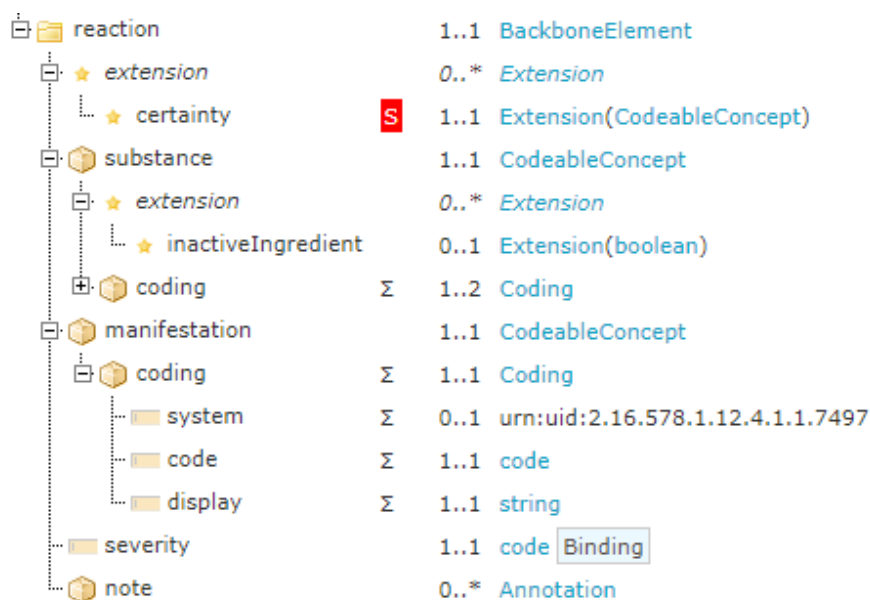 reaction 1..1 BackboneElement
extension 0..* Extension
certainty S 1..1 Extension(CodeableConcept)
substance 1..1 CodeableConcept
extension 0..* Extension
inactiveIngredient 0..1 Extension(boolean)
coding Σ 1..2 Coding
manifestation 1..1 CodeableConcept
coding Σ 1..1 Coding
system Σ 0..1 urn:uid:2.16.578.1.12.4.1.1.7497
code Σ 1..1 code
display Σ 1..1 string
severity 1..1 code Binding
note 0..* Annotation